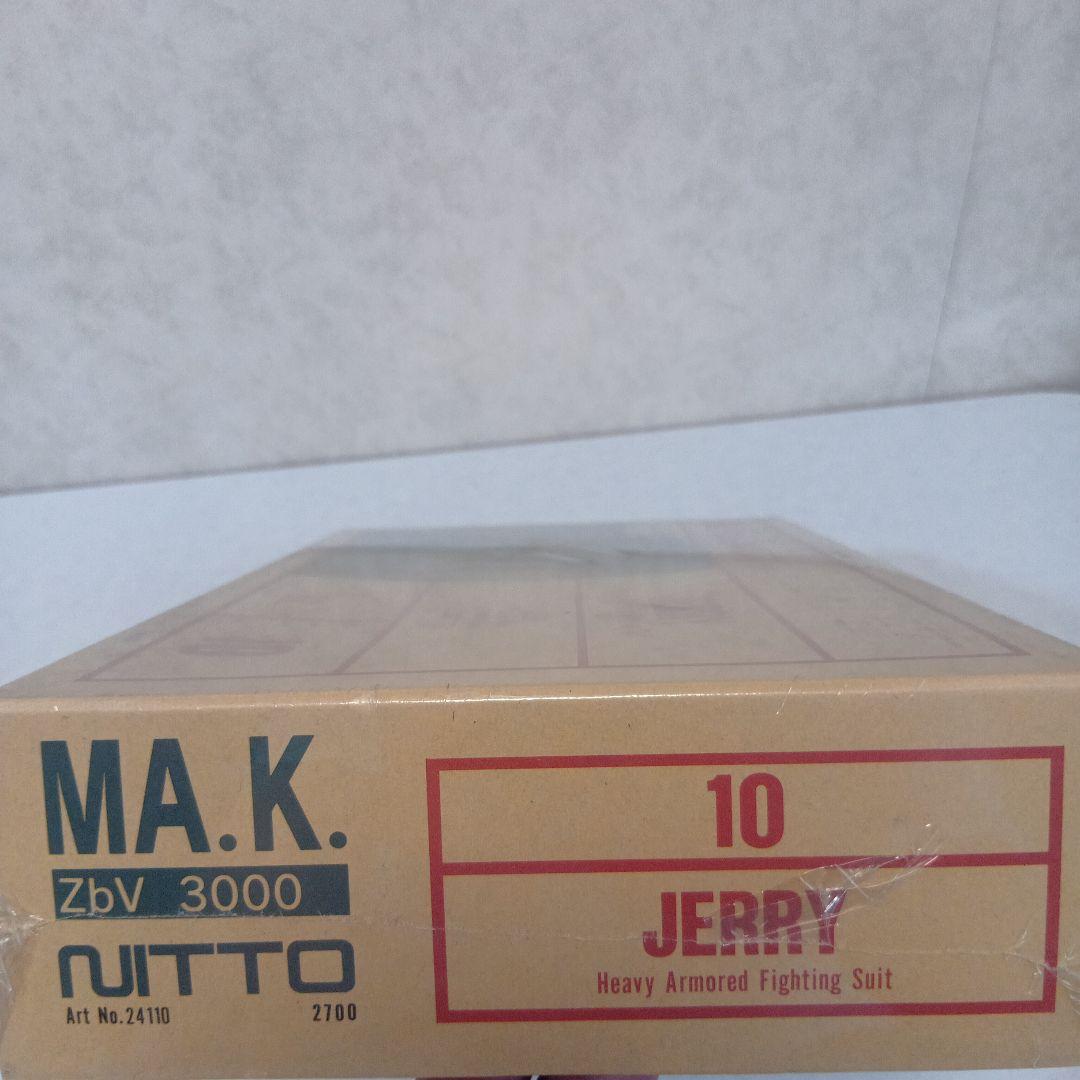 MA.K.
ZbV 3000
NITTO
Art No.24110 2700
10
JERRY
Heavy Armored Fighting Suit